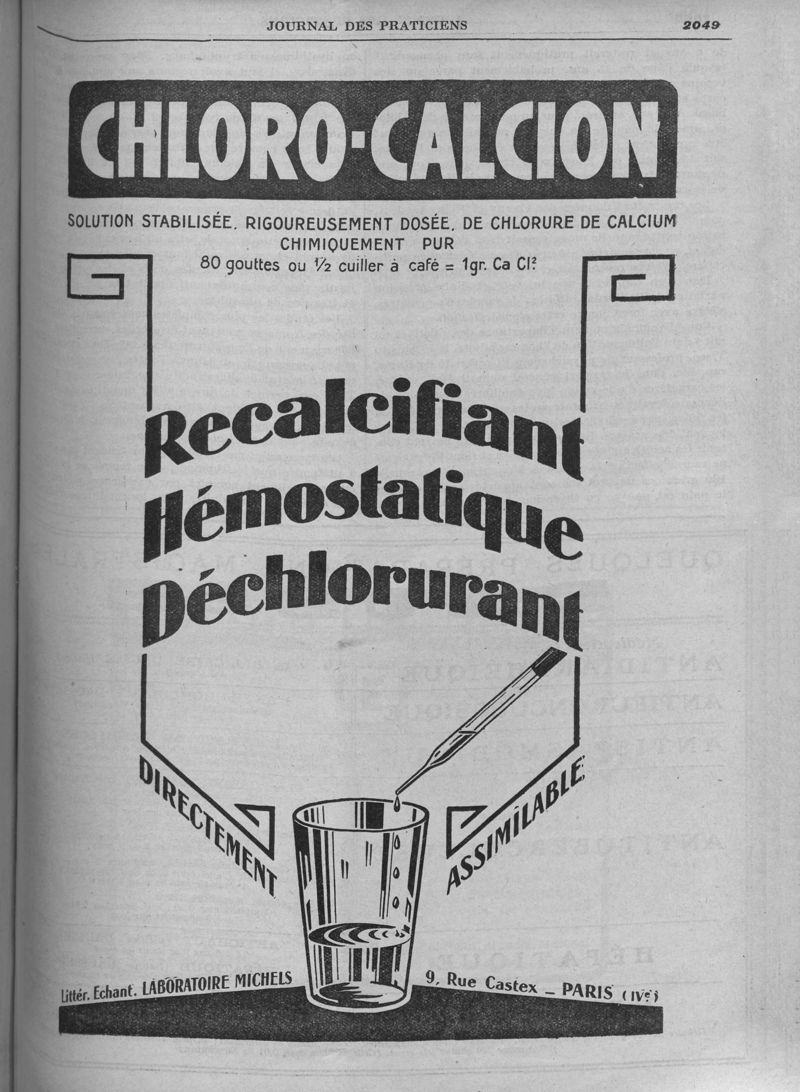 JOURNAL DES PRATICIENS 2049
CHLORO-CALCION
SOLUTION STABILISÉE, RIGOUREUSEMENT DOSÉE, DE CHLORURE DE CALCIUM
CHIMIQUEMENT PUR
80 gouttes ou ½ cuiller à café = 1gr. Ca Cl²
Recalcifiant
Hémostatique
Déchlorurant
DIRECTEMENT
ASSIMILABLE
Littér. Echant. LABORATOIRE MICHELS
9, Rue Castex _ PARIS (IVe)